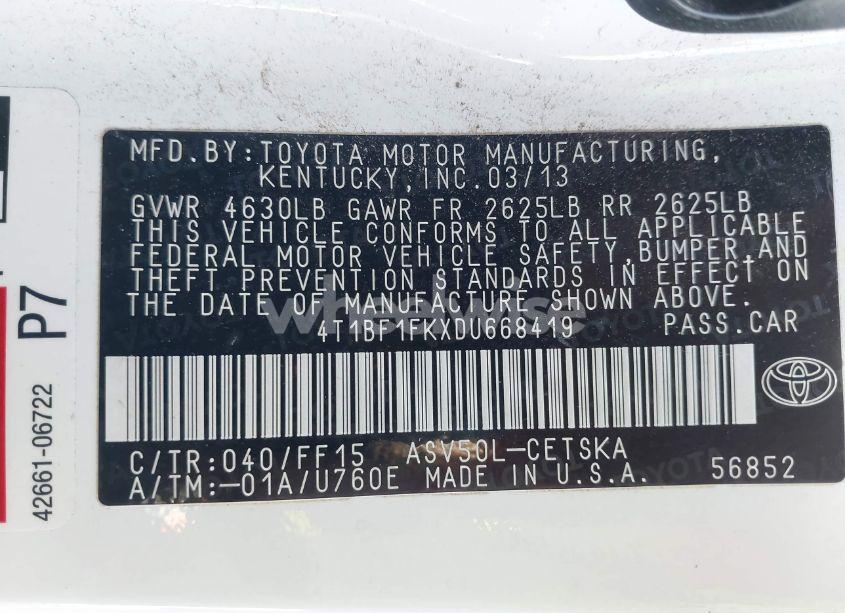 MFD.BY:TOYOTA MOTOR MANUFACTURING,
KENTUCKY,INC.03/13
GVWR 4630LB GAWR FR 2625LB RR 2625LB
THIS VEHICLE CONFORMS TO ALL APPLICABLE
FEDERAL MOTOR VEHICLE SAFETY,BUMPER,AND
THEFT PREVENTION STANDARDS IN EFFECT ON
THE DATE OF MANUFACTURE SHOWN ABOVE.
4T1BF1FKXDU668419 PASS.CAR
C/TR:040/FF15 ASV50L-CETSKA
A/TM:-01A/U760E MADE IN U.S.A. 56852
P7
42661-06722
wheelwise